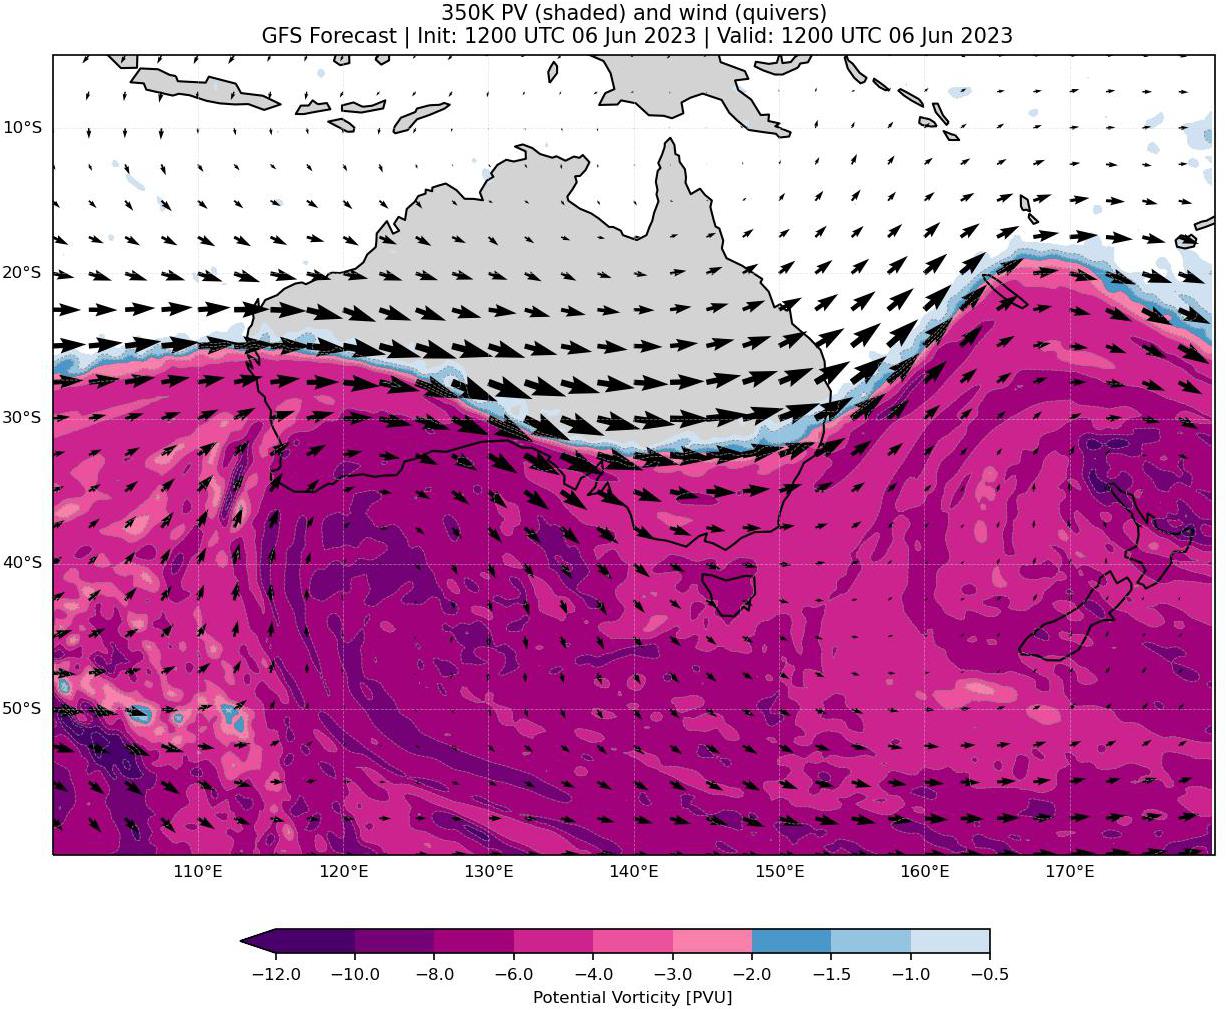 350K PV (shaded) and wind (quivers)
GFS Forecast | Init: 1200 UTC 06 Jun 2023 | Valid: 1200 UTC 06 Jun 2023
10°S
20°S
30°S
40°S
50°S
110°E 120°E 130°E 140°E 150°E 160°E 170°E
−12.0 −10.0 −8.0 −6.0 −4.0 −3.0 −2.0 −1.5 −1.0 −0.5
Potential Vorticity [PVU]